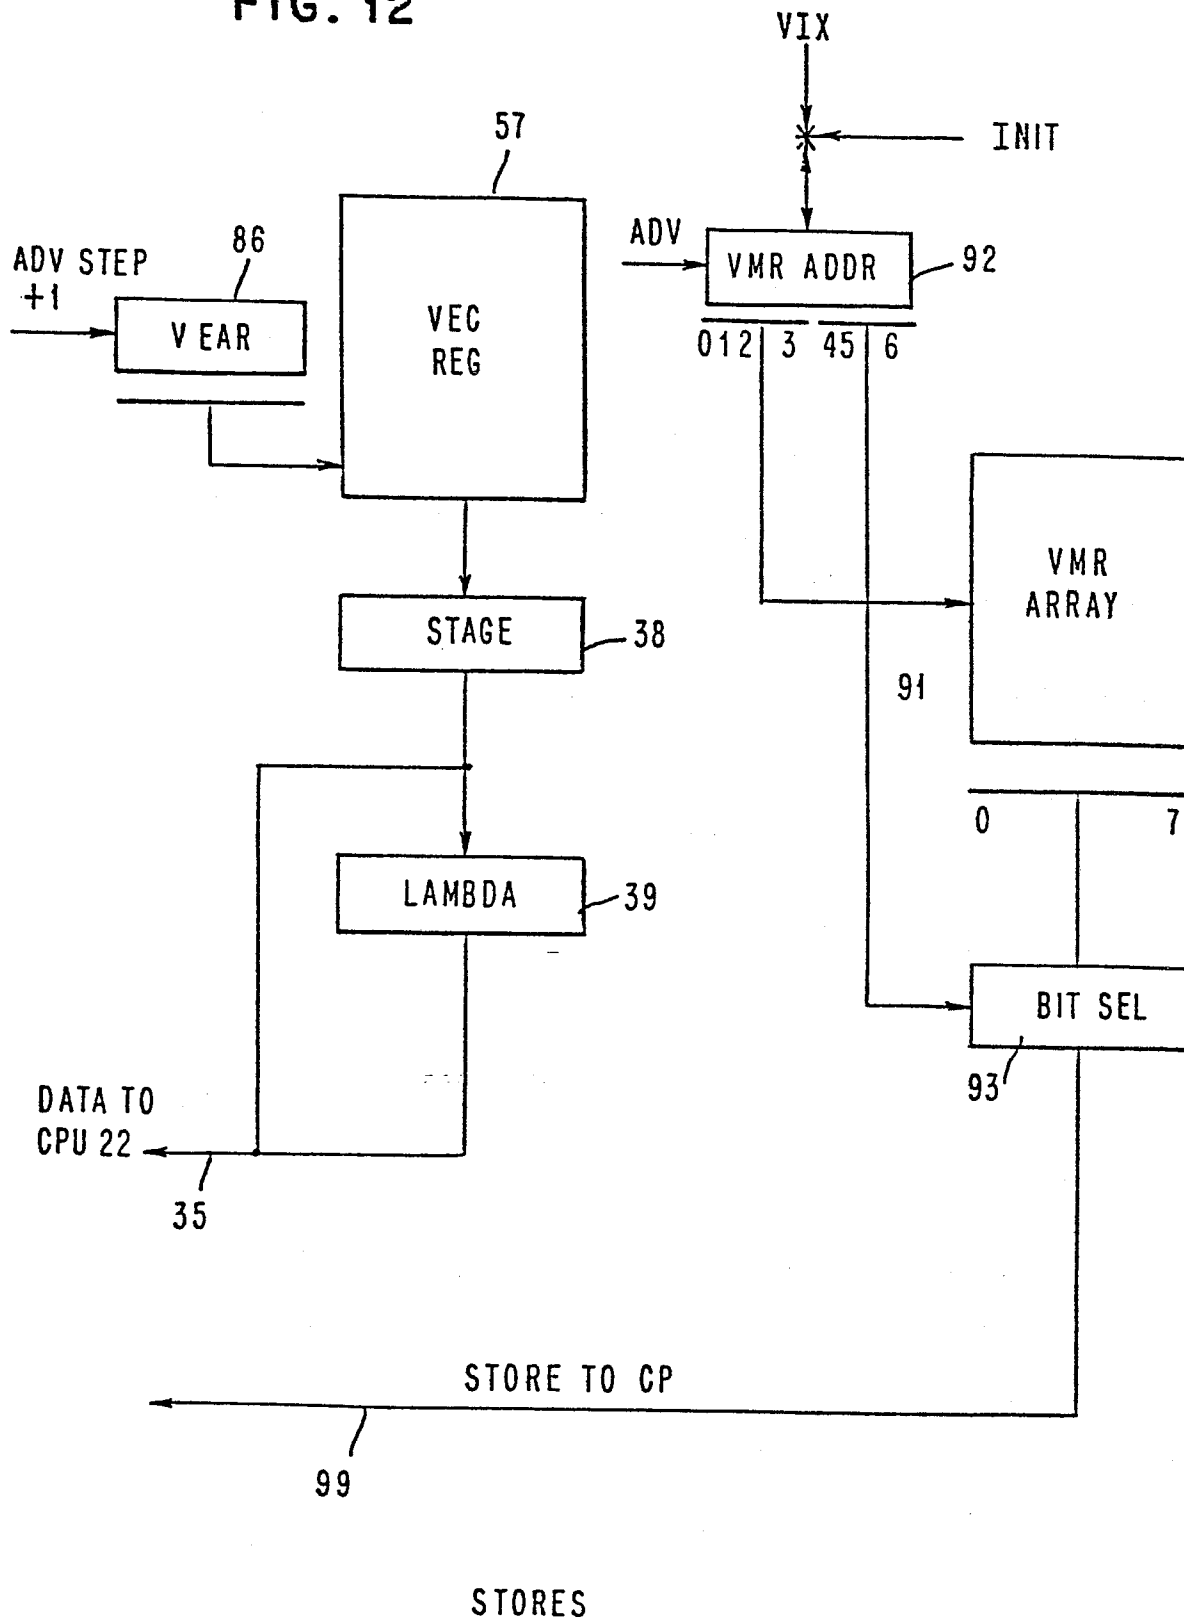 FIG. 12
VIX
57
INIT
86
ADV STEP
+1
V EAR
VEC
REG
ADV
VMR ADDR
92
012 3 45 6
VMR
ARRAY
STAGE
38
91
0 7
LAMBDA
39
BIT SEL
93
DATA TO
CPU 22
35
STORE TO CP
99
STORES